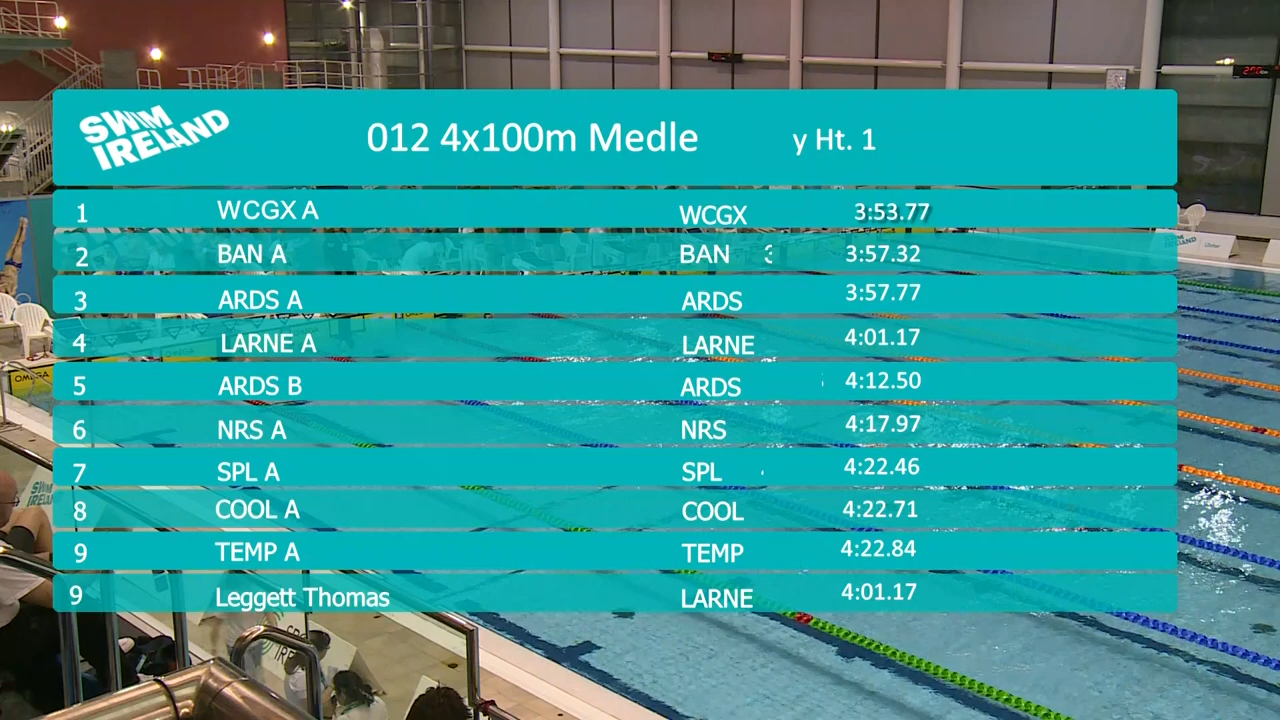 SWIM
IRELAND
012 4x100m Medle y Ht. 1
1 WCGX A WCGX 3:53.77
2 BAN A BAN 3:57.32
3 ARDS A ARDS 3:57.77
4 LARNE A LARNE 4:01.17
5 ARDS B ARDS 4:12.50
6 NRS A NRS 4:17.97
7 SPL A SPL 4:22.46
8 COOL A COOL 4:22.71
9 TEMP A TEMP 4:22.84
9 Leggett Thomas LARNE 4:01.17
OMEGA
SWIM
IRELAND